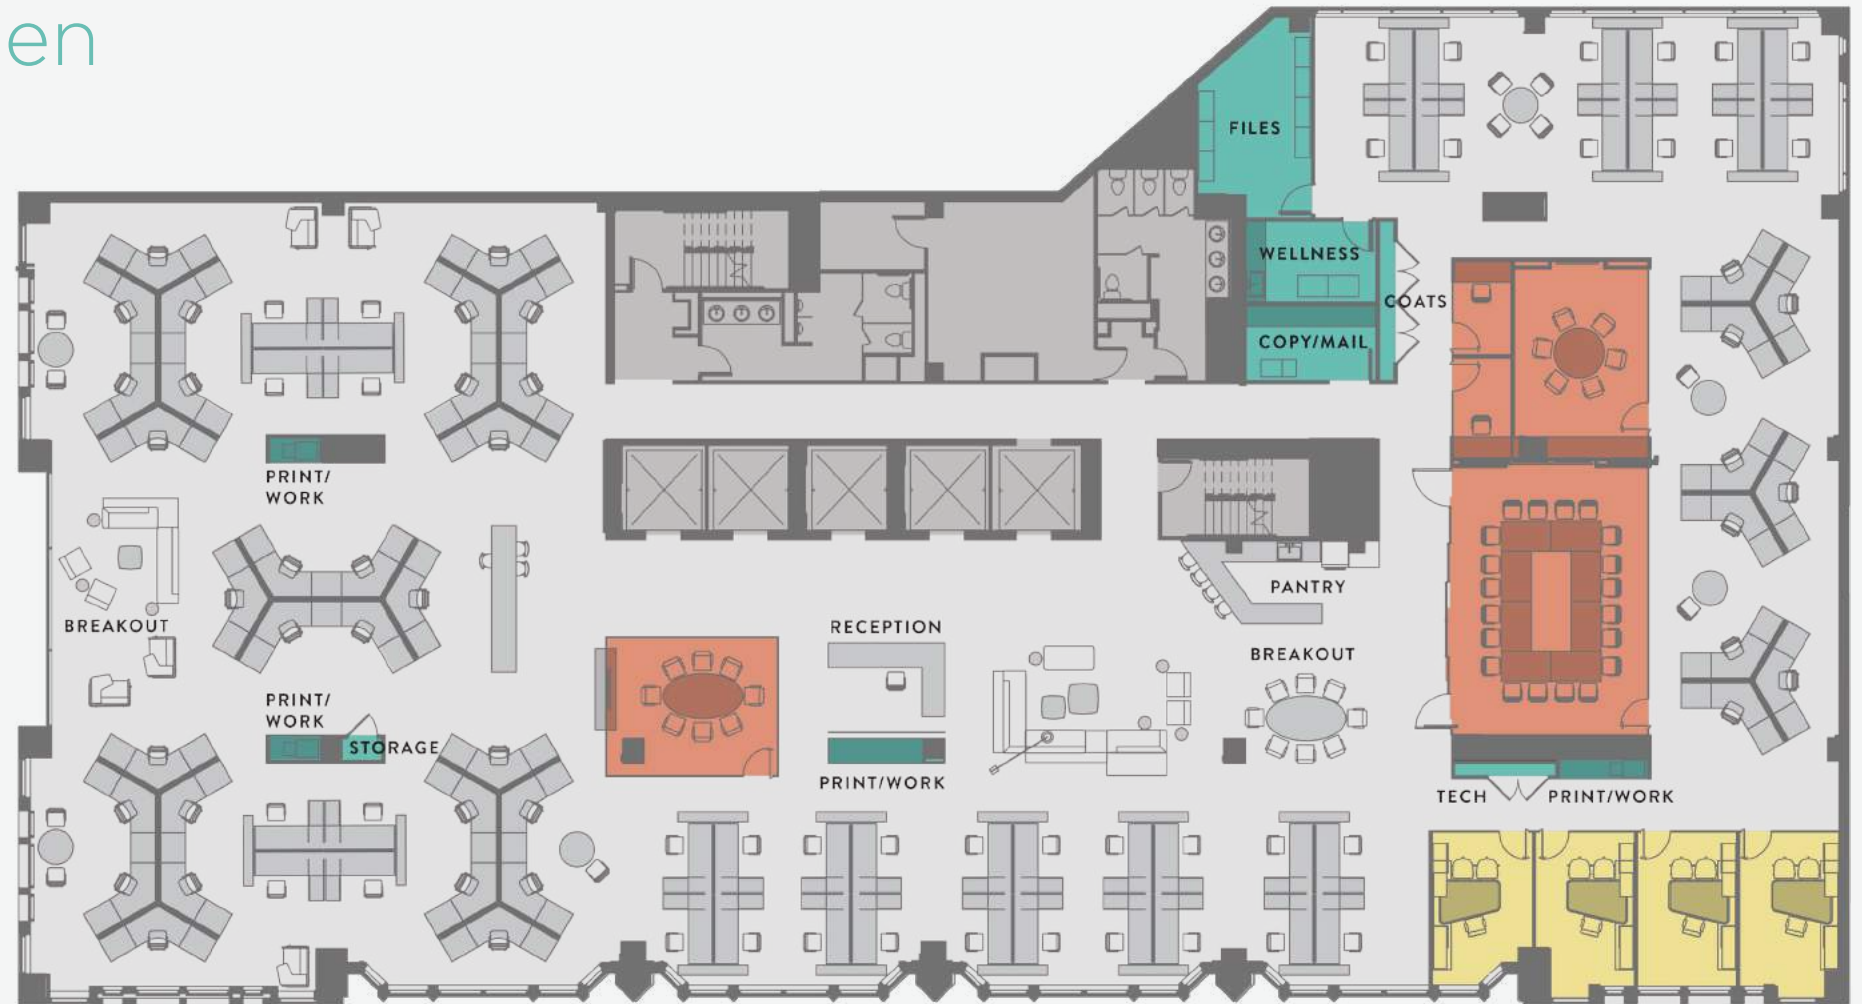 en
FILES
WELLNESS
COATS
COPY/MAIL
PRINT/
WORK
PANTRY
BREAKOUT
RECEPTION
BREAKOUT
PRINT/
WORK
STORAGE
PRINT/WORK
TECH
PRINT/WORK